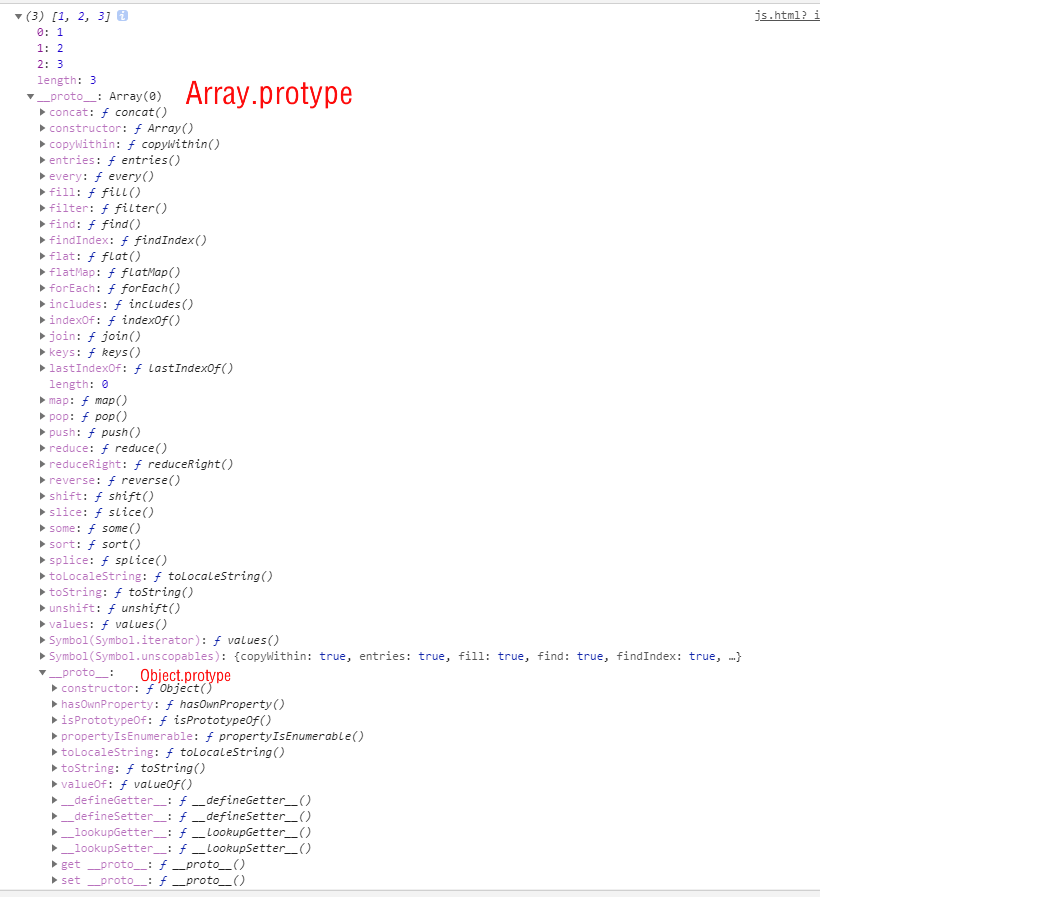 (3) [1, 2, 3] i js.html? i
0: 1
1: 2
2: 3
length: 3
__proto__: Array(0) Array.protype
concat: ƒ concat()
constructor: ƒ Array()
copyWithin: ƒ copyWithin()
entries: ƒ entries()
every: ƒ every()
fill: ƒ fill()
filter: ƒ filter()
find: ƒ find()
findIndex: ƒ findIndex()
flat: ƒ flat()
flatMap: ƒ flatMap()
forEach: ƒ forEach()
includes: ƒ includes()
indexOf: ƒ indexOf()
join: ƒ join()
keys: ƒ keys()
lastIndexOf: ƒ lastIndexOf()
length: 0
map: ƒ map()
pop: ƒ pop()
push: ƒ push()
reduce: ƒ reduce()
reduceRight: ƒ reduceRight()
reverse: ƒ reverse()
shift: ƒ shift()
slice: ƒ slice()
some: ƒ some()
sort: ƒ sort()
splice: ƒ splice()
toLocaleString: ƒ toLocaleString()
toString: ƒ toString()
unshift: ƒ unshift()
values: ƒ values()
Symbol(Symbol.iterator): ƒ values()
Symbol(Symbol.unscopables): {copyWithin: true, entries: true, fill: true, find: true, findIndex: true, …}
__proto__: Object.protype
constructor: ƒ Object()
hasOwnProperty: ƒ hasOwnProperty()
isPrototypeOf: ƒ isPrototypeOf()
propertyIsEnumerable: ƒ propertyIsEnumerable()
toLocaleString: ƒ toLocaleString()
toString: ƒ toString()
valueOf: ƒ valueOf()
__defineGetter__: ƒ __defineGetter__()
__defineSetter__: ƒ __defineSetter__()
__lookupGetter__: ƒ __lookupGetter__()
__lookupSetter__: ƒ __lookupSetter__()
get __proto__: ƒ __proto__()
set __proto__: ƒ __proto__()